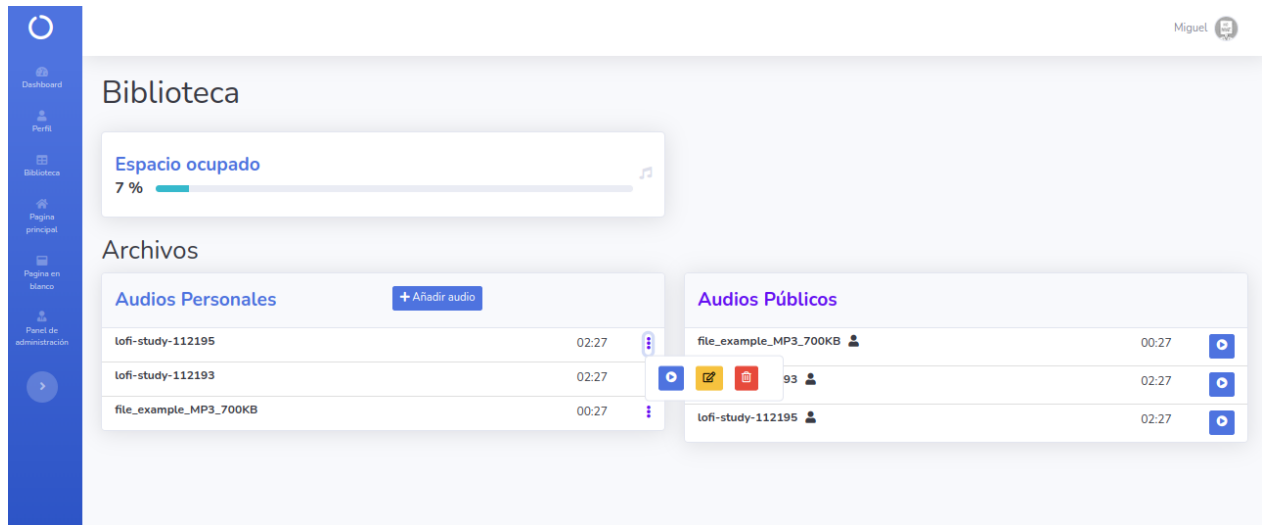 Miguel
Dashboard
Perfil
Biblioteca
Pagina
principal
Pagina en
blanco
Panel de
administración
Biblioteca
Espacio ocupado
7 %
Archivos
Audios Personales
+ Añadir audio
lofi-study-112195 02:27
lofi-study-112193 02:27
file_example_MP3_700KB 00:27
Audios Públicos
file_example_MP3_700KB 00:27
93 02:27
lofi-study-112195 02:27